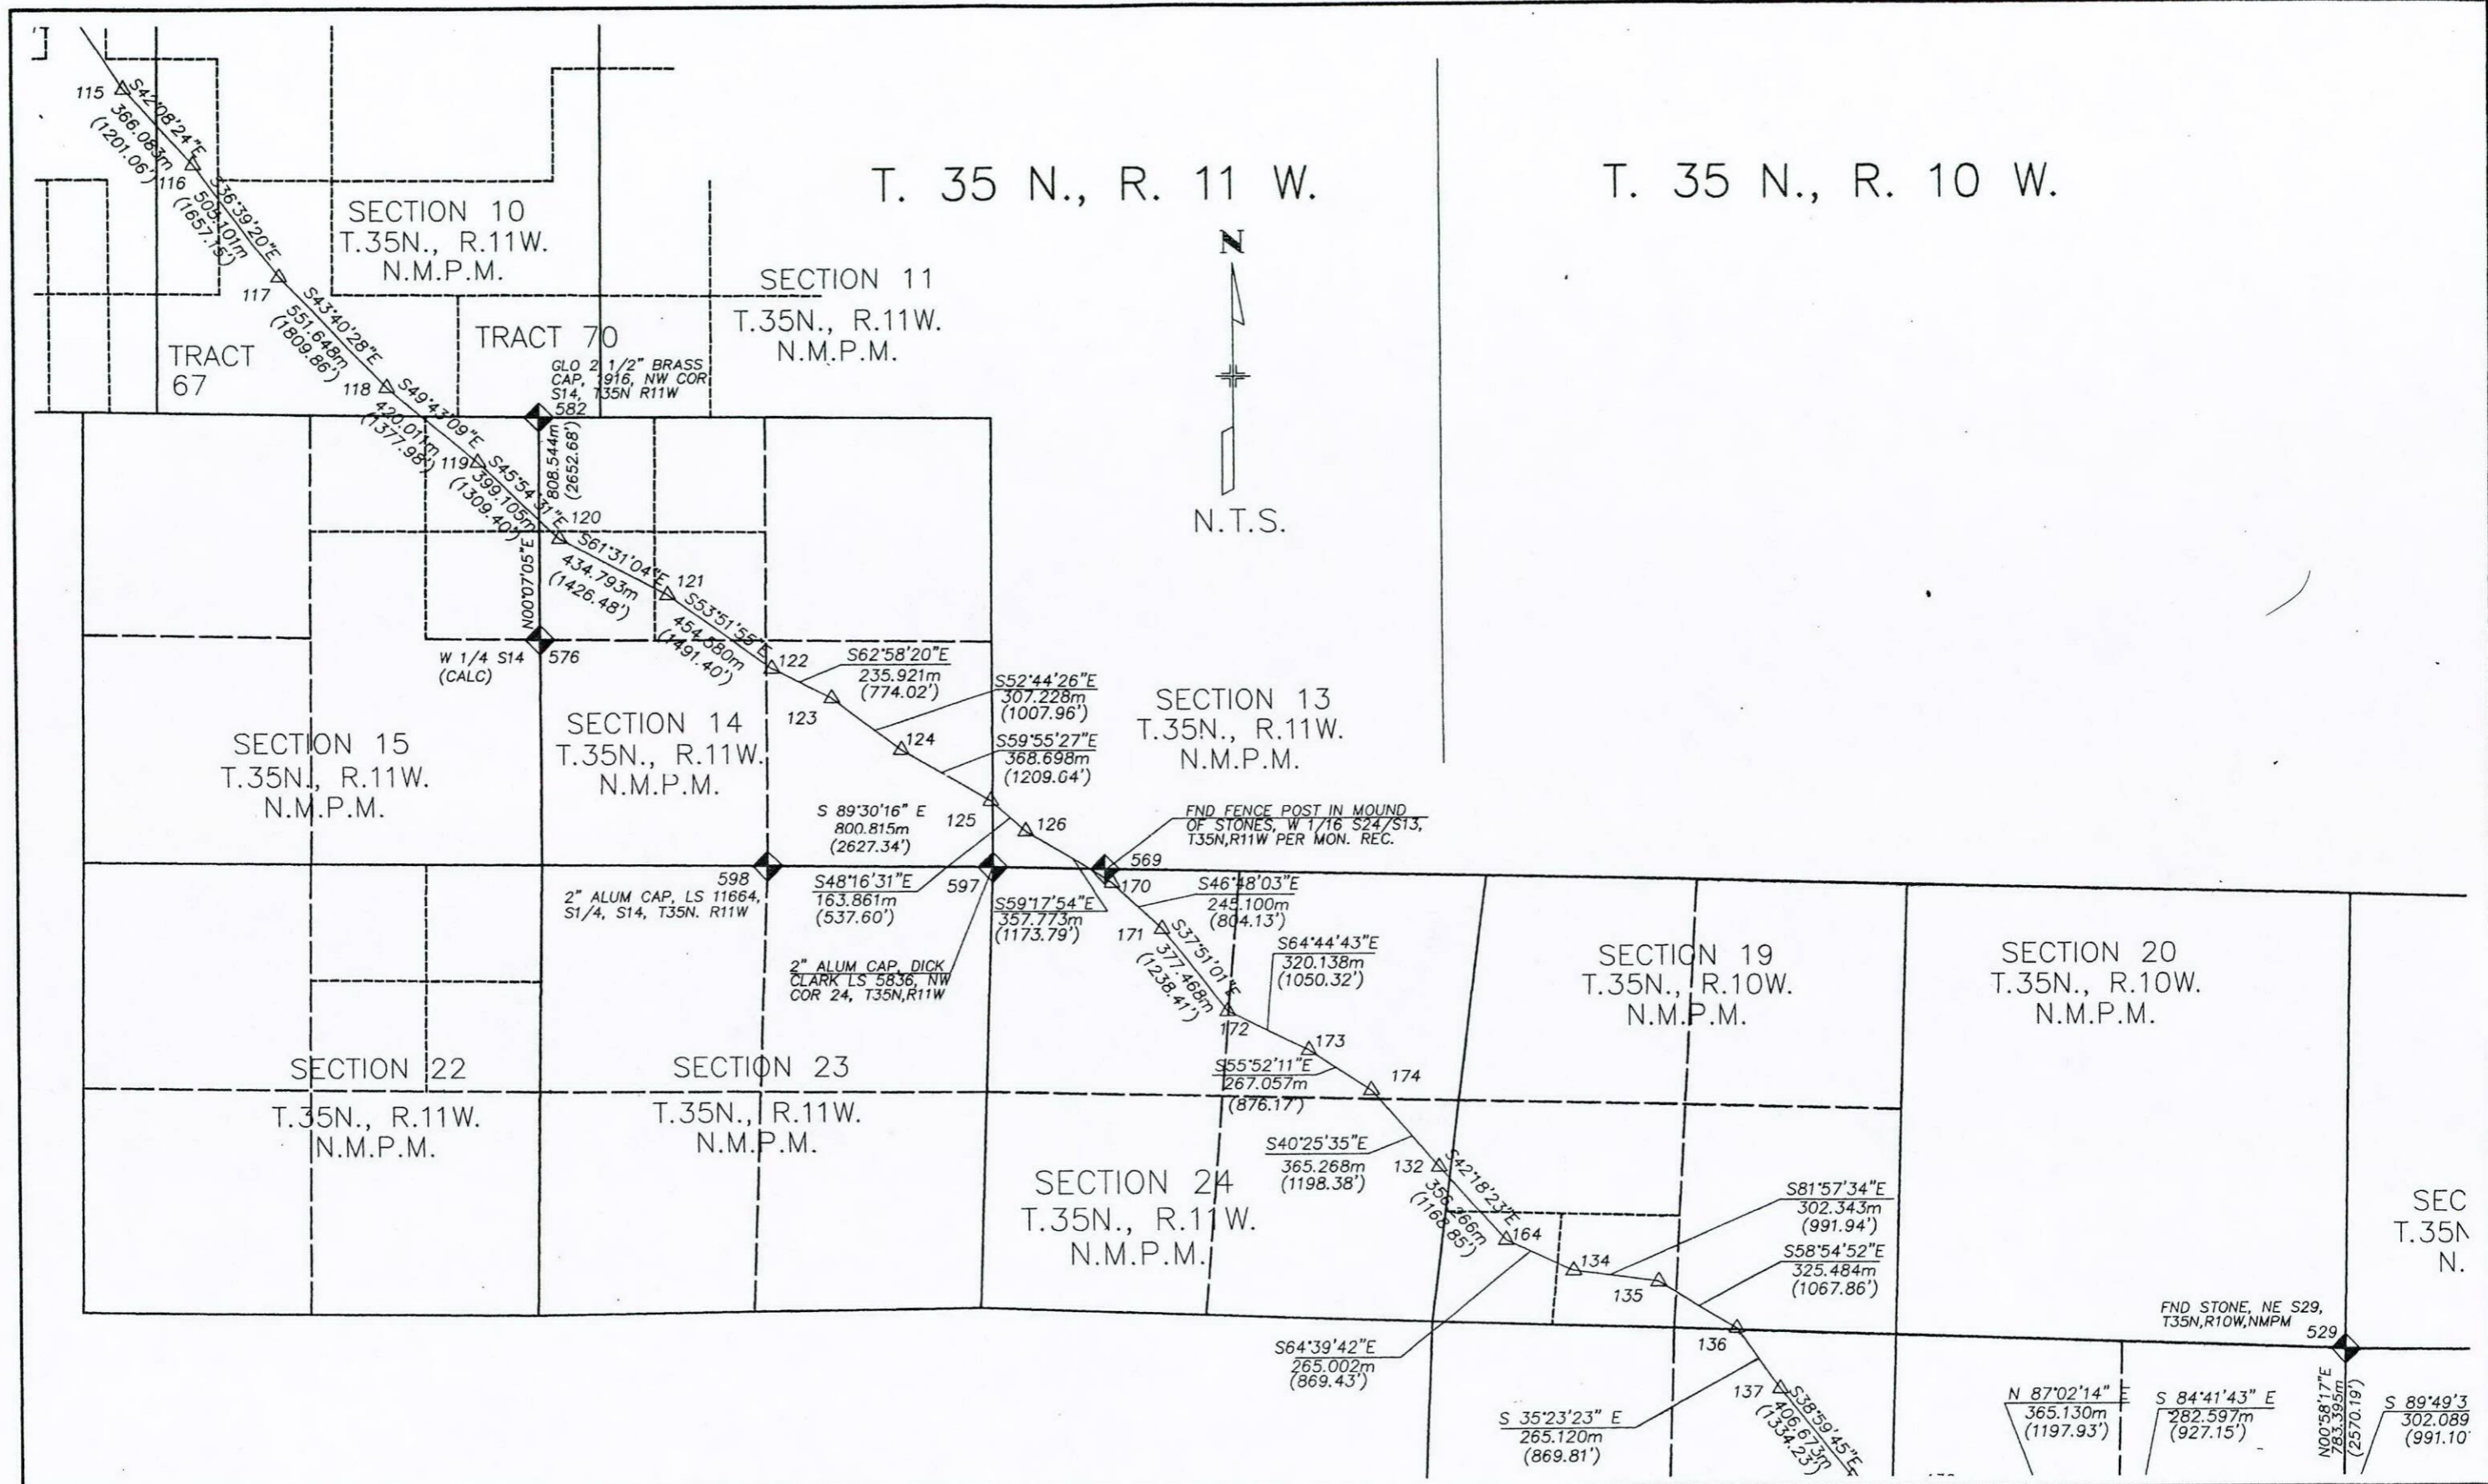 T. 35 N., R. 11 W.
T. 35 N., R. 10 W.
N
N.T.S.
115
S42°08'24"E
366.083m
(1201.06')
116
S36°39'20"E
505.101m
(1657.15')
117
S43°40'28"E
551.648m
(1809.86')
118
S49°43'09"E
420.011m
(1377.98')
119
S45°54'31"E
399.105m
(1309.40')
120
SECTION 10
T.35N., R.11W.
N.M.P.M.
SECTION 11
T.35N., R.11W.
N.M.P.M.
TRACT
67
TRACT 70
GLO 2 1/2" BRASS
CAP, 1916, NW COR
S14, T35N R11W
582
808.544m
(2652.68')
N00°07'05"E
W 1/4 S14
(CALC)
576
S61°31'04"E
434.793m
(1426.48')
121
S53°51'55"E
454.580m
(1491.40')
122
S62°58'20"E
235.921m
(774.02')
123
S52°44'26"E
307.228m
(1007.96')
124
S59°55'27"E
368.698m
(1209.64')
125
126
SECTION 13
T.35N., R.11W.
N.M.P.M.
SECTION 14
T.35N., R.11W.
N.M.P.M.
SECTION 15
T.35N., R.11W.
N.M.P.M.
S 89°30'16" E
800.815m
(2627.34')
FND FENCE POST IN MOUND
OF STONES, W 1/16 S24/S13,
T35N,R11W PER MON. REC.
569
598
2" ALUM CAP, LS 11664,
S1/4, S14, T35N. R11W
S48°16'31"E
163.861m
(537.60')
597
S59°17'54"E
357.773m
(1173.79')
170
S46°48'03"E
245.100m
(804.13')
171
2" ALUM CAP, DICK
CLARK LS 5836, NW
COR 24, T35N,R11W
S37°51'01"E
377.468m
(1238.41')
172
S64°44'43"E
320.138m
(1050.32')
173
S55°52'11"E
267.057m
(876.17')
174
SECTION 19
T.35N., R.10W.
N.M.P.M.
SECTION 20
T.35N., R.10W.
N.M.P.M.
SECTION 22
T.35N., R.11W.
N.M.P.M.
SECTION 23
T.35N., R.11W.
N.M.P.M.
SECTION 24
T.35N., R.11W.
N.M.P.M.
S40°25'35"E
365.268m
(1198.38')
132
S42°18'23"E
356.266m
(1168.85')
164
S64°39'42"E
265.002m
(869.43')
134
S81°57'34"E
302.343m
(991.94')
135
S58°54'52"E
325.484m
(1067.86')
136
S 35°23'23" E
265.120m
(869.81')
137
S38°59'45"E
406.673m
(1334.23')
SEC
T.35N
N.
FND STONE, NE S29,
T35N,R10W,NMPM
529
N 87°02'14" E
365.130m
(1197.93')
S 84°41'43" E
282.597m
(927.15')
N00°58'17"E
783.395m
(2570.19')
S 89°49'3
302.089
(991.10'